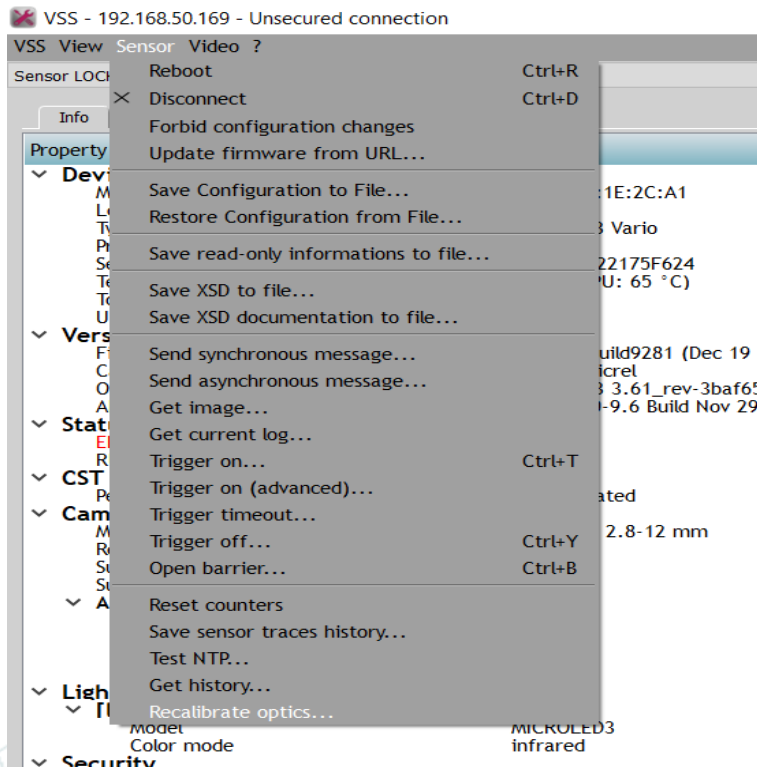 VSS - 192.168.50.169 - Unsecured connection
VSS View Sensor Video ?
Sensor LOC
Info
Property
Reboot Ctrl+R
Disconnect Ctrl+D
Forbid configuration changes
Update firmware from URL...
Save Configuration to File... :1E:2C:A1
Restore Configuration from File...
Vario
Save read-only informations to file... 22175F624
PU: 65 °C)
Save XSD to file...
Save XSD documentation to file...
Send synchronous message... uild9281 (Dec 19
icrel
Send asynchronous message... 3.61_rev-3baf65
Get image... -9.6 Build Nov 29
Get current log...
Trigger on... Ctrl+T
CST
Trigger on (advanced)... ated
Trigger timeout...
Cam
Trigger off... Ctrl+Y
2.8-12 mm
Open barrier... Ctrl+B
Reset counters
Save sensor traces history...
Test NTP...
Get history...
Ligh
Recalibrate optics...
Model MICROLED3
Color mode infrared
Security